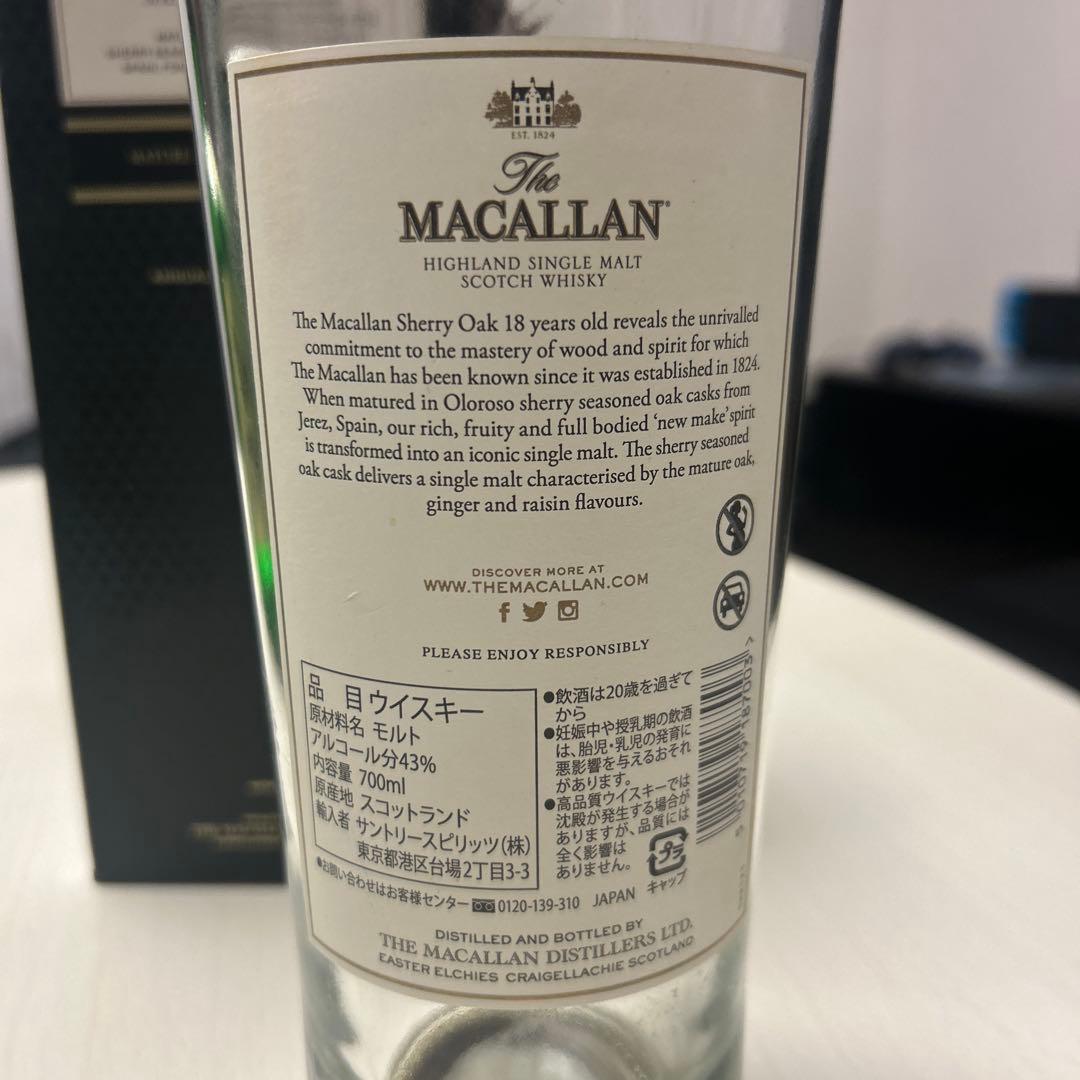 EST. 1824
The
MACALLAN
HIGHLAND SINGLE MALT
SCOTCH WHISKY
The Macallan Sherry Oak 18 years old reveals the unrivalled
commitment to the mastery of wood and spirit for which
The Macallan has been known since it was established in 1824.
When matured in Oloroso sherry seasoned oak casks from
Jerez, Spain, our rich, fruity and full bodied ‘new make’ spirit
is transformed into an iconic single malt. The sherry seasoned
oak cask delivers a single malt characterised by the mature oak,
ginger and raisin flavours.
DISCOVER MORE AT
WWW.THEMACALLAN.COM
PLEASE ENJOY RESPONSIBLY
品 目 ウイスキー
原材料名 モルト
アルコール分43%
内容量 700ml
原産地 スコットランド
輸入者 サントリースピリッツ(株)
東京都港区台場2丁目3-3
●飲酒は20歳を過ぎて
から
●妊娠中や授乳期の飲酒
は、胎児・乳児の発育に
悪影響を与えるおそれ
があります。
●高品質ウイスキーでは
沈殿が発生する場合が
ありますが、品質には
全く影響は
ありません。
プラ
キャップ
5 010719 187003 >
●お問い合わせはお客様センター 0120-139-310 JAPAN
DISTILLED AND BOTTLED BY
THE MACALLAN DISTILLERS LTD.
EASTER ELCHIES CRAIGELLACHIE SCOTLAND